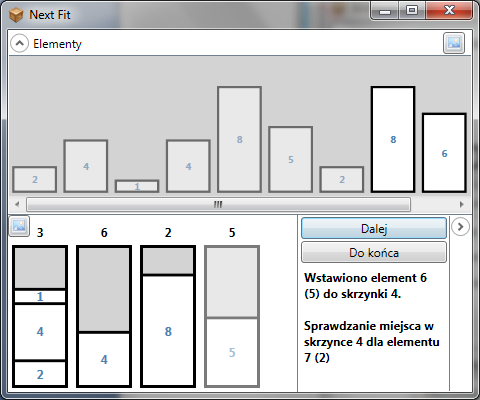 Next Fit
Elementy
2 4 1 4 8 5 2 8 6
3 6 2 5
1
4
2
4
8
5
Dalej
Do końca
Wstawiono element 6
(5) do skrzynki 4.
Sprawdzanie miejsca w
skrzynce 4 dla elementu
7 (2)